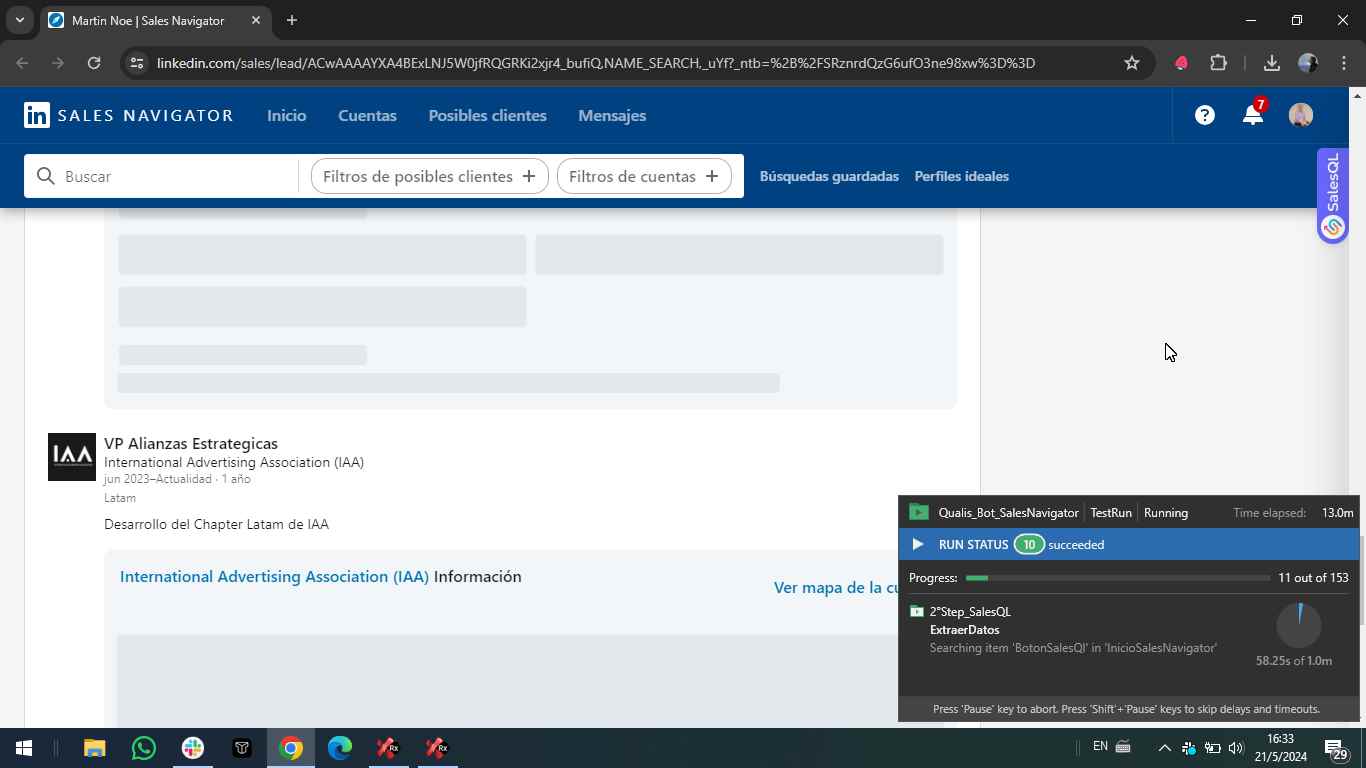 Martin Noe | Sales Navigator
linkedin.com/sales/lead/ACwAAAAYXA4BExLNJ5W0jfRQGRKi2xjr4_bufiQ,NAME_SEARCH,_uYf?_ntb=%2B%2FSRznrdQzG6ufO3ne98xw%3D%3D
in SALES NAVIGATOR Inicio Cuentas Posibles clientes Mensajes ? 7
Buscar Filtros de posibles clientes + Filtros de cuentas + Búsquedas guardadas Perfiles ideales
SalesQL
IAA
VP Alianzas Estrategicas
International Advertising Association (IAA)
jun 2023–Actualidad · 1 año
Latam
Desarrollo del Chapter Latam de IAA
International Advertising Association (IAA) Información
Ver mapa de la cu
Qualis_Bot_SalesNavigator TestRun Running Time elapsed: 13.0m
RUN STATUS 10 succeeded
Progress: 11 out of 153
2°Step_SalesQL
ExtraerDatos
Searching item 'BotonSalesQl' in 'InicioSalesNavigator'
58.25s of 1.0m
Press 'Pause' key to abort. Press 'Shift'+'Pause' keys to skip delays and timeouts.
Rx Rx
EN
16:33
21/5/2024
29